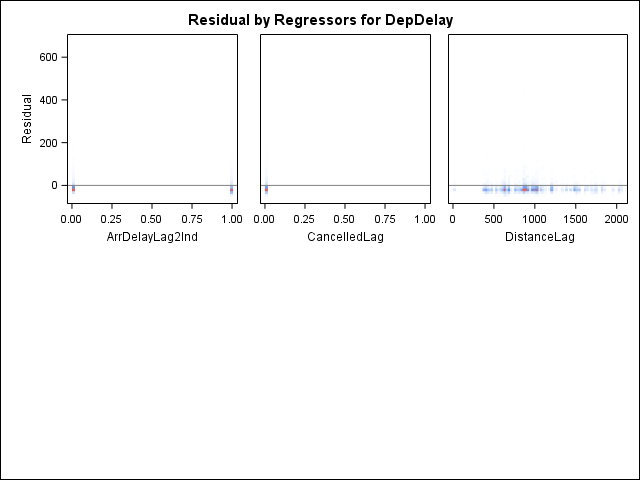 Residual by Regressors for DepDelay
Residual
600
400
200
0
0.00 0.25 0.50 0.75 1.00
ArrDelayLag2Ind
0.00 0.25 0.50 0.75 1.00
CancelledLag
0 500 1000 1500 2000
DistanceLag